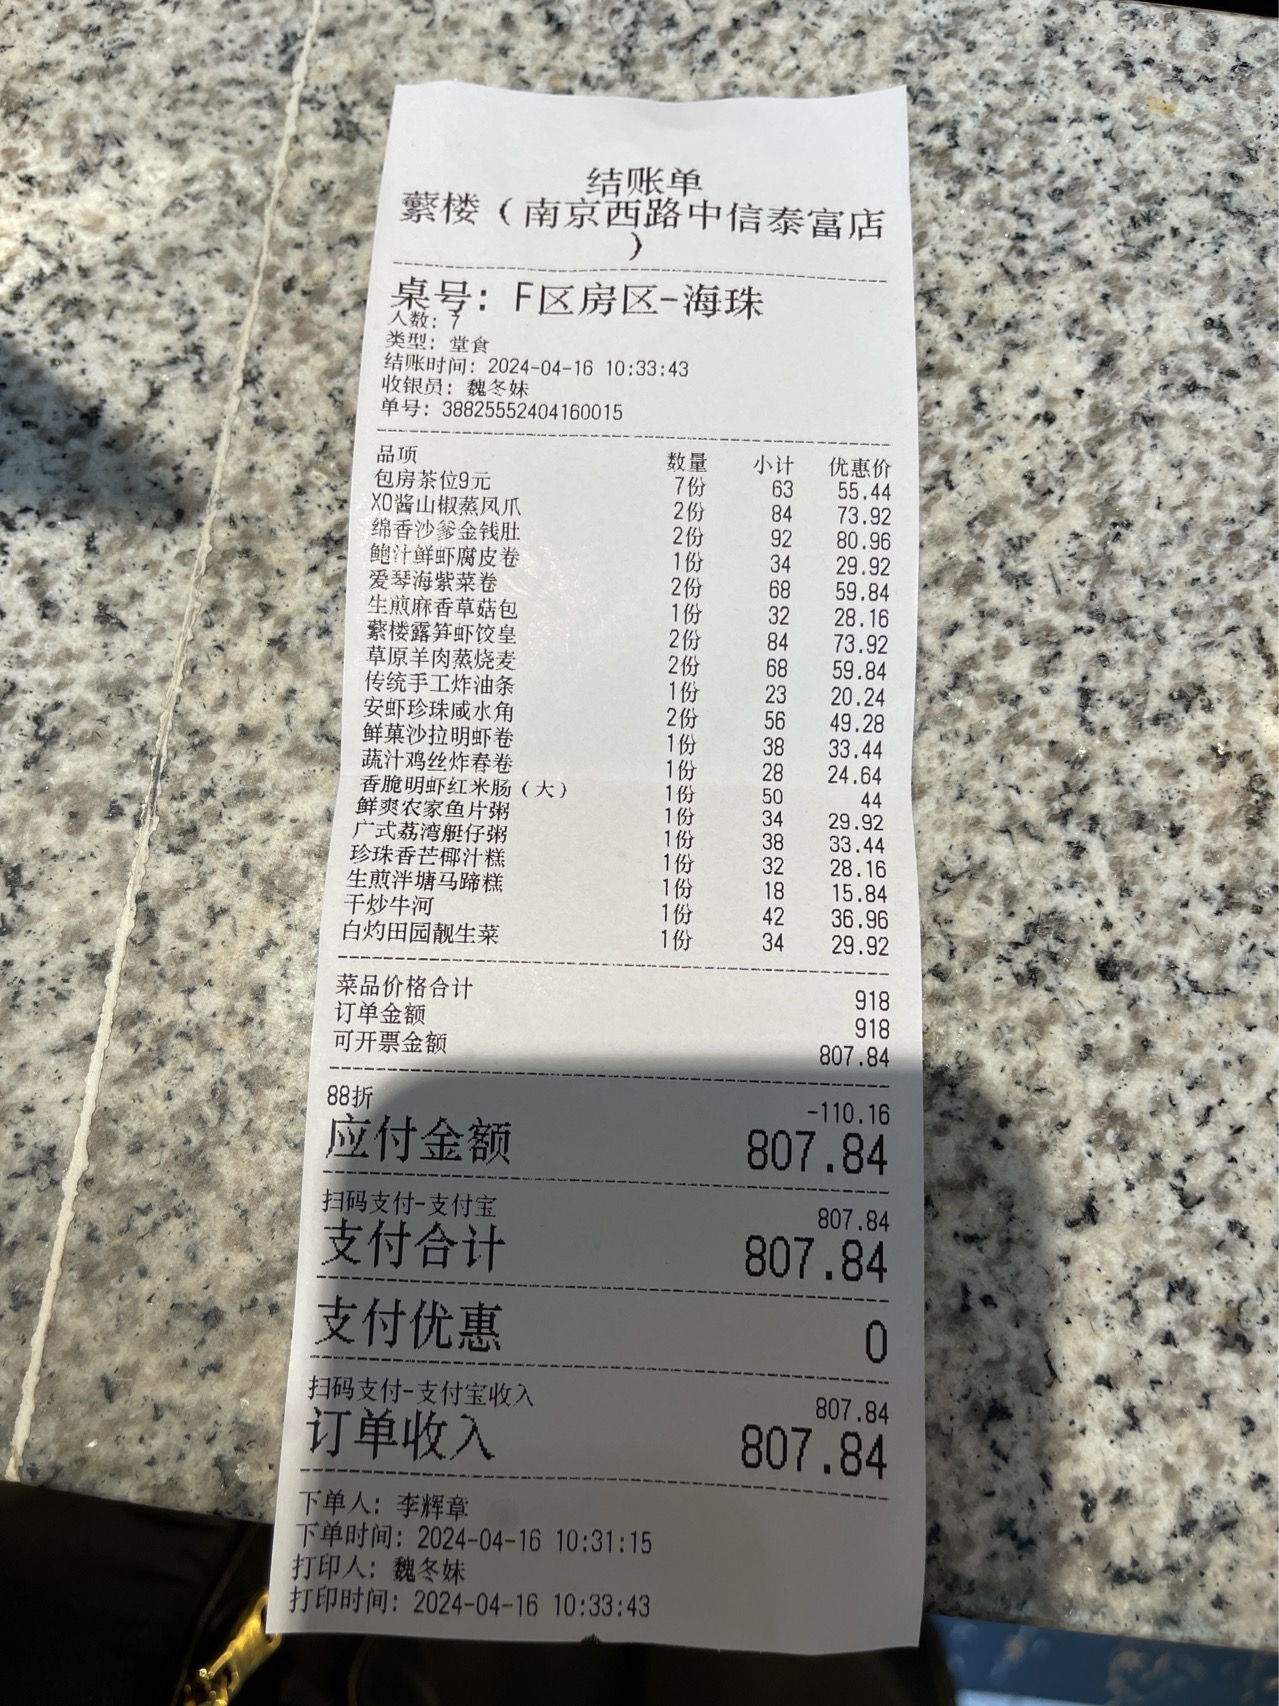 结账单
蘩楼（南京西路中信泰富店
）
桌号：F区房区-海珠
人数：7
类型：堂食
结账时间：2024-04-16 10:33:43
收银员：魏冬妹
单号：38825552404160015
品项 数量 小计 优惠价
包房茶位9元 7份 63 55.44
XO酱山椒蒸凤爪 2份 84 73.92
绵香沙爹金钱肚 2份 92 80.96
鲍汁鲜虾腐皮卷 1份 34 29.92
爱琴海紫菜卷 2份 68 59.84
生煎麻香草菇包 1份 32 28.16
蘩楼露笋虾饺皇 2份 84 73.92
草原羊肉蒸烧麦 2份 68 59.84
传统手工炸油条 1份 23 20.24
安虾珍珠咸水角 2份 56 49.28
鲜菓沙拉明虾卷 1份 38 33.44
蔬汁鸡丝炸春卷 1份 28 24.64
香脆明虾红米肠（大） 1份 50 44
鲜爽农家鱼片粥 1份 34 29.92
广式荔湾艇仔粥 1份 38 33.44
珍珠香芒椰汁糕 1份 32 28.16
生煎泮塘马蹄糕 1份 18 15.84
干炒牛河 1份 42 36.96
白灼田园靓生菜 1份 34 29.92
菜品价格合计 918
订单金额 918
可开票金额 807.84
88折 -110.16
应付金额 807.84
扫码支付-支付宝 807.84
支付合计 807.84
支付优惠 0
扫码支付-支付宝收入 807.84
订单收入 807.84
下单人：李辉章
下单时间：2024-04-16 10:31:15
打印人：魏冬妹
打印时间：2024-04-16 10:33:43